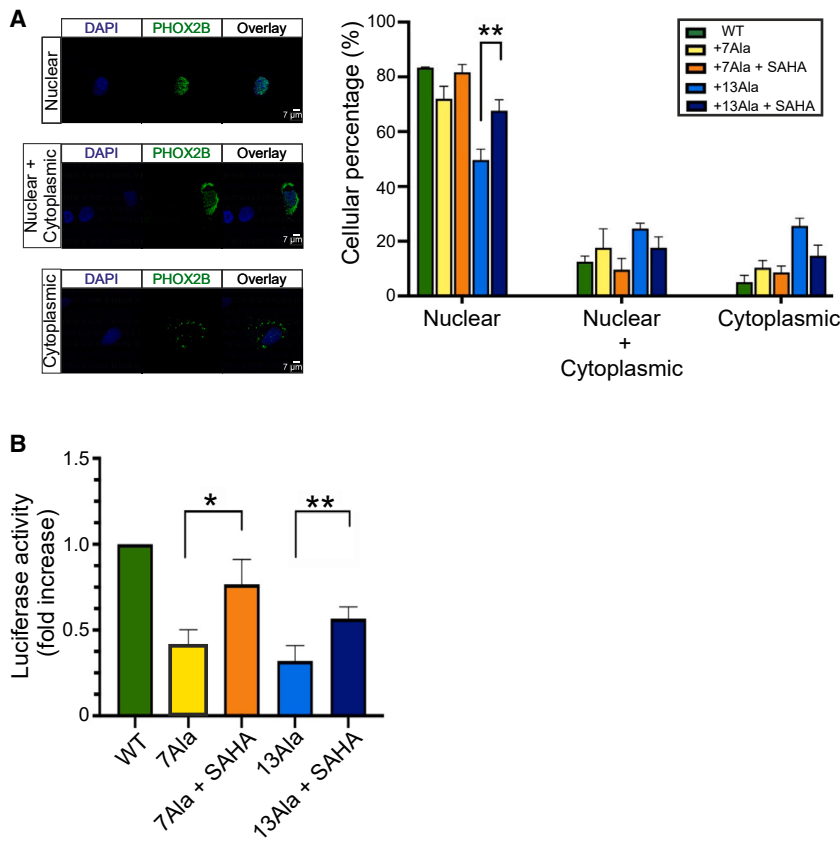 A
DAPI PHOX2B Overlay
Nuclear
7 µm
DAPI PHOX2B Overlay
Nuclear +
Cytoplasmic
7 µm
DAPI PHOX2B Overlay
Cytoplasmic
7 µm
Cellular percentage (%)
100
80
60
40
20
0
**
WT
+7Ala
+7Ala + SAHA
+13Ala
+13Ala + SAHA
Nuclear
Nuclear
+
Cytoplasmic
Cytoplasmic
B
Luciferase activity
(fold increase)
1.5
1.0
0.5
0
*
**
WT
7Ala
7Ala + SAHA
13Ala
13Ala + SAHA